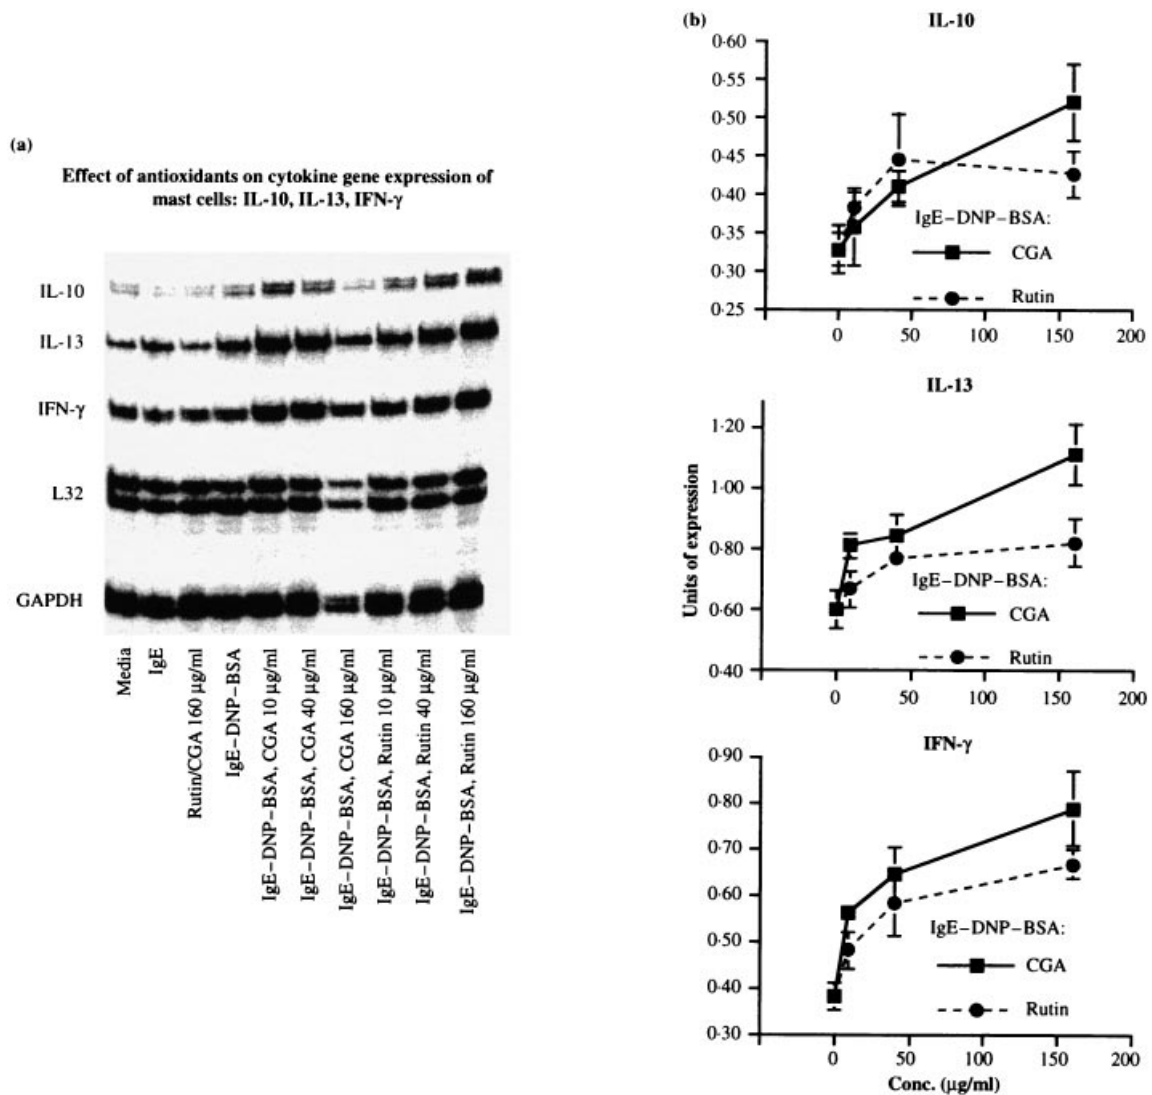 (a)
Effect of antioxidants on cytokine gene expression of
mast cells: IL-10, IL-13, IFN-γ
IL-10
IL-13
IFN-γ
L32
GAPDH
Media
IgE
Rutin/CGA 160 μg/ml
IgE–DNP–BSA
IgE–DNP–BSA, CGA 10 μg/ml
IgE–DNP–BSA, CGA 40 μg/ml
IgE–DNP–BSA, CGA 160 μg/ml
IgE–DNP–BSA, Rutin 10 μg/ml
IgE–DNP–BSA, Rutin 40 μg/ml
IgE–DNP–BSA, Rutin 160 μg/ml
(b)
IL-10
0·60
0·55
0·50
0·45
0·40
0·35
0·30
0·25
IgE–DNP–BSA:
CGA
Rutin
0 50 100 150 200
IL-13
Units of expression
1·20
1·00
0·80
0·60
0·40
IgE–DNP–BSA:
CGA
Rutin
0 50 100 150 200
IFN-γ
0·90
0·80
0·70
0·60
0·50
0·40
0·30
IgE–DNP–BSA:
CGA
Rutin
0 50 100 150 200
Conc. (μg/ml)